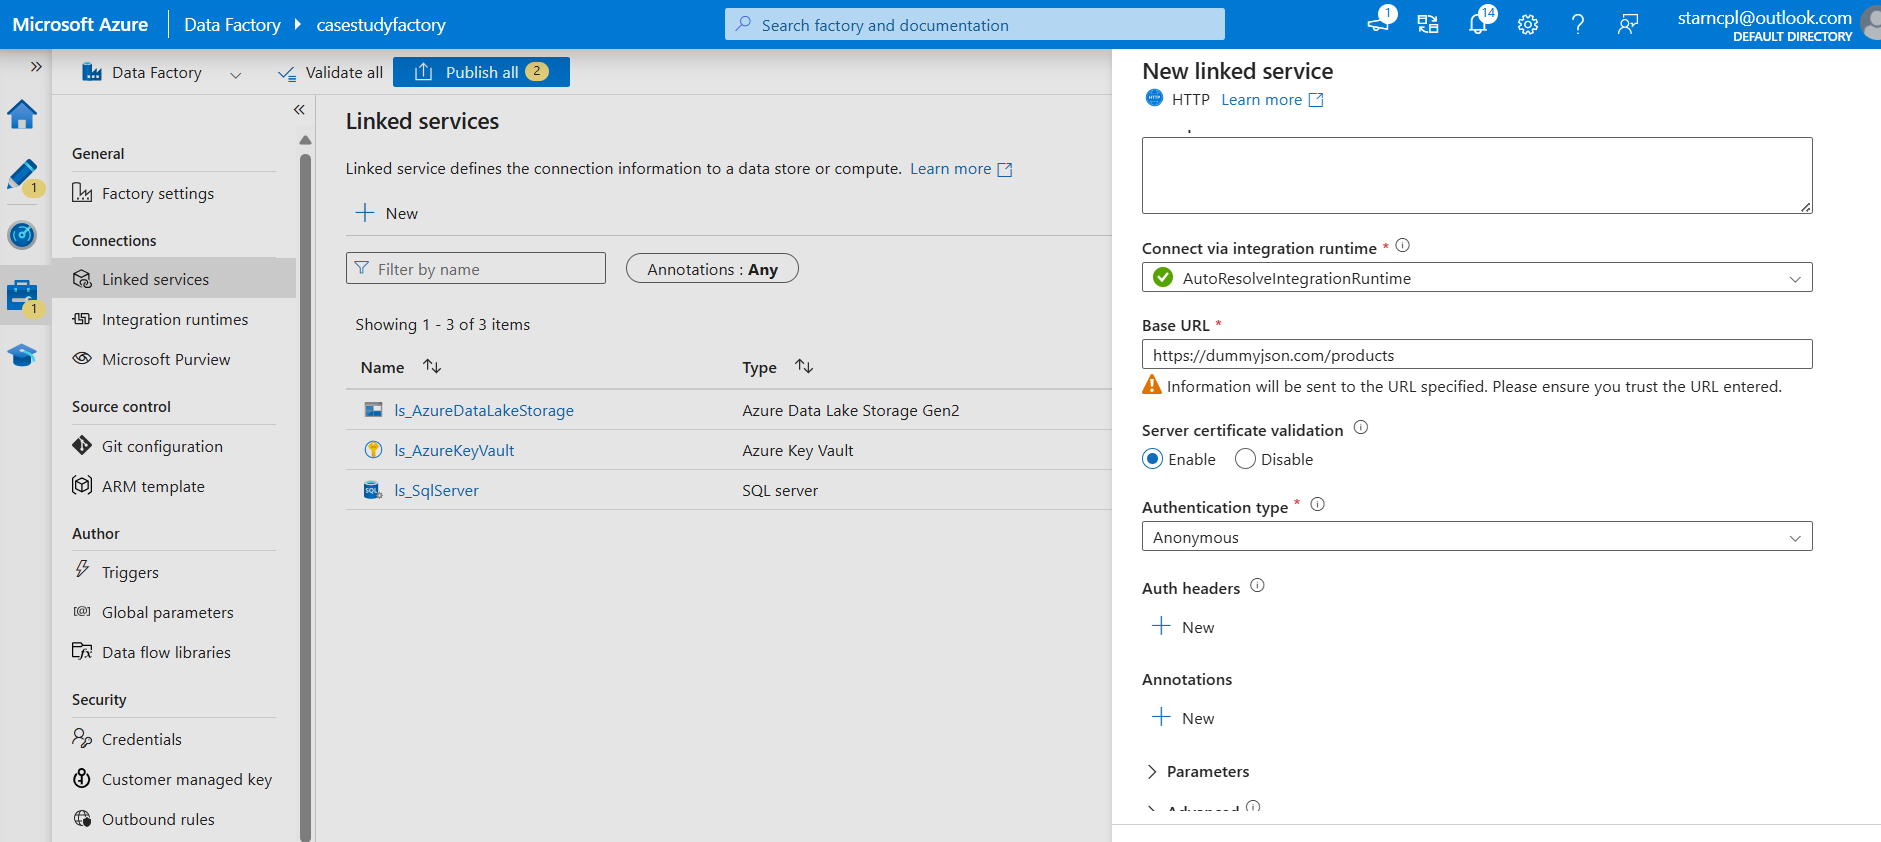 Microsoft Azure
Data Factory
casestudyfactory
Search factory and documentation
1
14
starncpl@outlook.com
DEFAULT DIRECTORY
Data Factory
Validate all
Publish all
2
1
1
General
Factory settings
Connections
Linked services
Integration runtimes
Microsoft Purview
Source control
Git configuration
ARM template
Author
Triggers
Global parameters
Data flow libraries
Security
Credentials
Customer managed key
Outbound rules
Linked services
Linked service defines the connection information to a data store or compute. Learn more
New
Filter by name
Annotations : Any
Showing 1 - 3 of 3 items
Name Type
ls_AzureDataLakeStorage Azure Data Lake Storage Gen2
ls_AzureKeyVault Azure Key Vault
ls_SqlServer SQL server
New linked service
HTTP Learn more
Connect via integration runtime *
AutoResolveIntegrationRuntime
Base URL *
https://dummyjson.com/products
Information will be sent to the URL specified. Please ensure you trust the URL entered.
Server certificate validation
Enable Disable
Authentication type *
Anonymous
Auth headers
New
Annotations
New
Parameters
Advanced